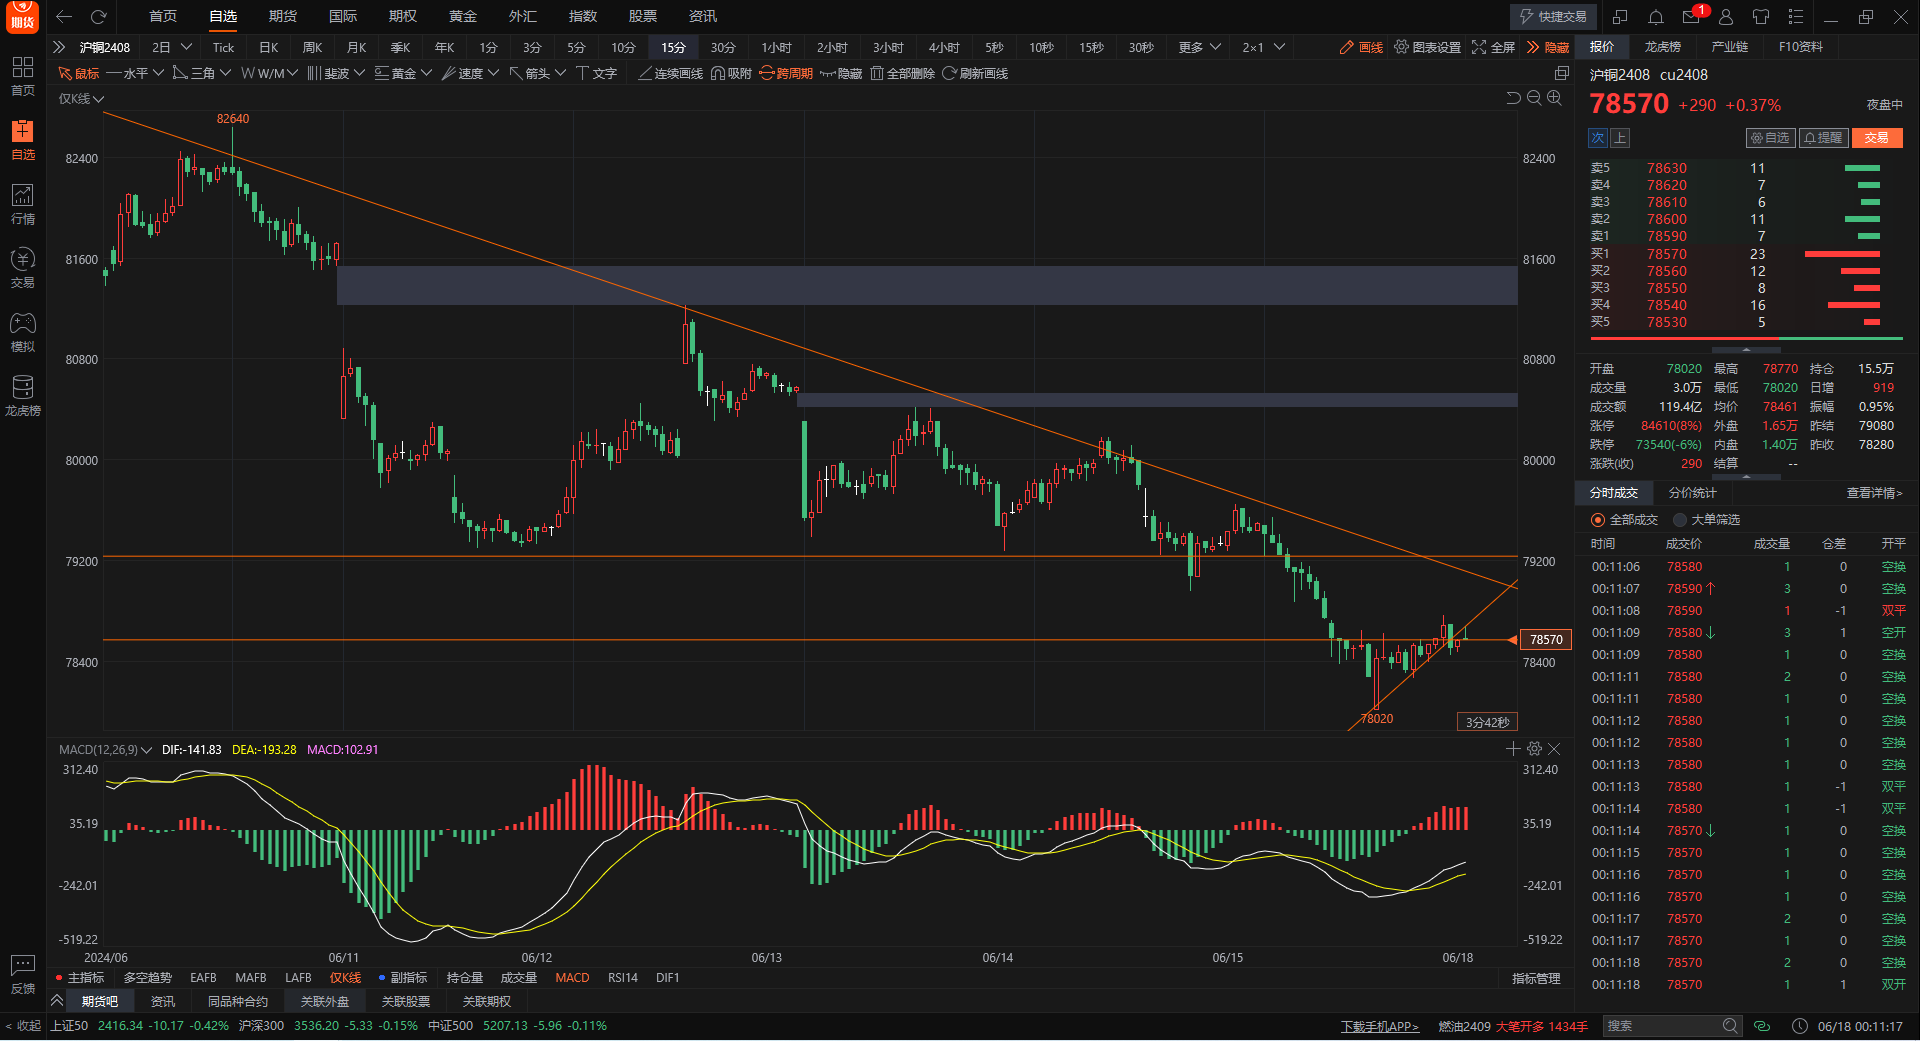 期货 首页 自选 期货 国际 期权 黄金 外汇 指数 股票 资讯 快捷交易 1
沪铜2408 2日 Tick 日K 周K 月K 季K 年K 1分 3分 5分 10分 15分 30分 1小时 2小时 3小时 4小时 5秒 10秒 15秒 30秒 更多 2×1 画线 图表设置 全屏 隐藏 报价 龙虎榜 产业链 F10资料
鼠标 水平 三角 W/M 斐波 黄金 速度 箭头 文字 连续画线 吸附 跨周期 隐藏 全部删除 刷新画线
仅K线
首页
自选
行情
交易
模拟
龙虎榜
反馈
82640
82400 82400
81600 81600
80800 80800
80000 80000
79200 79200
78570
78400 78400
78020
3分42秒
MACD(12,26,9) DIF:-141.83 DEA:-193.28 MACD:102.91
312.40 312.40
35.19 35.19
-242.01 -242.01
-519.22 -519.22
2024/06 06/11 06/12 06/13 06/14 06/15 06/18
主指标 多空趋势 EAFB MAFB LAFB 仅K线 副指标 持仓量 成交量 MACD RSI14 DIF1 指标管理
期货吧 资讯 同品种合约 关联外盘 关联股票 关联期权
沪铜2408 cu2408
78570 +290 +0.37% 夜盘中
次 上 自选 提醒 交易
卖5 78630 11
卖4 78620 7
卖3 78610 6
卖2 78600 11
卖1 78590 7
买1 78570 23
买2 78560 12
买3 78550 8
买4 78540 16
买5 78530 5
开盘 78020 最高 78770 持仓 15.5万
成交量 3.0万 最低 78020 日增 919
成交额 119.4亿 均价 78461 振幅 0.95%
涨停 84610(8%) 外盘 1.65万 昨结 79080
跌停 73540(-6%) 内盘 1.40万 昨收 78280
涨跌(收) 290 结算 --
分时成交 分价统计 查看详情>
全部成交 大单筛选
时间 成交价 成交量 仓差 开平
00:11:06 78580 1 0 空换
00:11:07 78590↑ 3 0 空换
00:11:08 78590 1 -1 双平
00:11:09 78580↓ 3 1 空开
00:11:09 78580 1 0 空换
00:11:11 78580 2 0 空换
00:11:11 78580 1 0 空换
00:11:12 78580 1 0 空换
00:11:12 78580 1 0 空换
00:11:13 78580 1 0 空换
00:11:13 78580 1 -1 双平
00:11:14 78580 1 -1 双平
00:11:14 78570↓ 1 0 空换
00:11:15 78570 1 0 空换
00:11:16 78570 1 0 空换
00:11:16 78570 1 0 空换
00:11:17 78570 2 0 空换
00:11:17 78570 1 0 空换
00:11:18 78570 2 0 空换
00:11:18 78570 1 1 双开
< 收起 上证50 2416.34 -10.17 -0.42% 沪深300 3536.20 -5.33 -0.15% 中证500 5207.13 -5.96 -0.11% 下载手机APP> 燃油2409 大笔开多 1434手 搜索 06/18 00:11:17